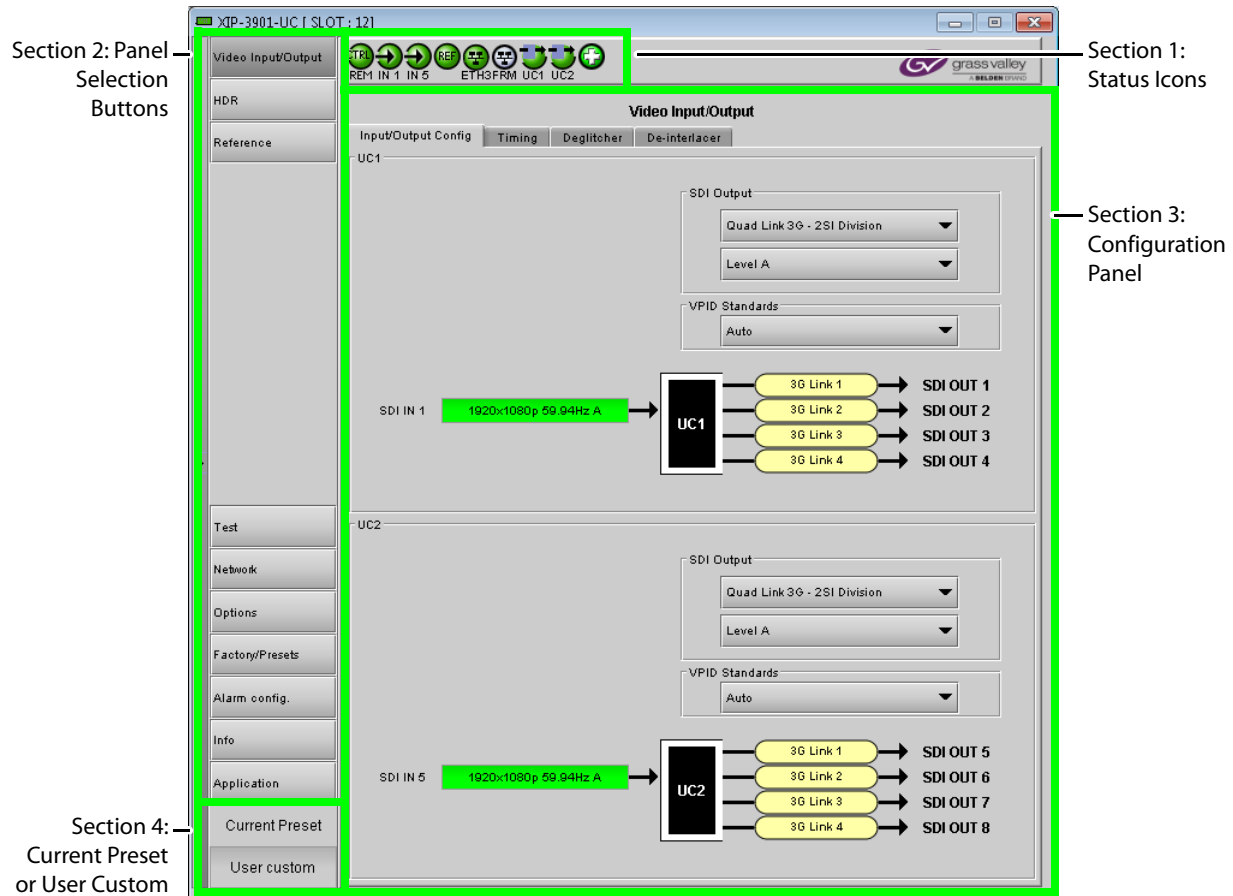 XIP-3901-UC [ SLOT : 12]
Section 2: Panel
Selection
Buttons
Section 1:
Status Icons
Video Input/Output
HDR
Reference
CTRL
REF
REM IN 1 IN 5 ETH3FRM UC1 UC2
GV grass valley
A BELDEN BRAND
Video Input/Output
Input/Output Config Timing Deglitcher De-interlacer
Section 3:
Configuration
Panel
UC1
SDI Output
Quad Link 3G - 2SI Division
Level A
VPID Standards
Auto
SDI IN 1 1920x1080p 59.94Hz A
UC1
3G Link 1 SDI OUT 1
3G Link 2 SDI OUT 2
3G Link 3 SDI OUT 3
3G Link 4 SDI OUT 4
Test
Network
Options
Factory/Presets
Alarm config.
Info
Application
UC2
SDI Output
Quad Link 3G - 2SI Division
Level A
VPID Standards
Auto
SDI IN 5 1920x1080p 59.94Hz A
UC2
3G Link 1 SDI OUT 5
3G Link 2 SDI OUT 6
3G Link 3 SDI OUT 7
3G Link 4 SDI OUT 8
Section 4:
Current Preset
or User Custom
Current Preset
User custom